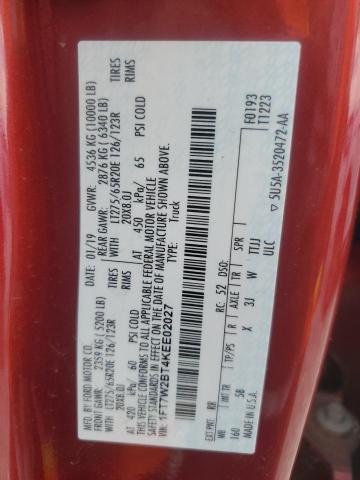 MFD. BY FORD MOTOR CO.
DATE: 01/19 GVWR: 4536 KG (10000 LB)
FRONT GAWR: 2359 KG (5200 LB) REAR GAWR: 2876 KG (6340 LB)
WITH LT275/65R20E 126/123R TIRES WITH LT275/65R20E 126/123R TIRES
20X8.0J RIMS 20X8.0J RIMS
AT 420 kPa/ 60 PSI COLD AT 450 kPa/ 65 PSI COLD
THIS VEHICLE CONFORMS TO ALL APPLICABLE FEDERAL MOTOR VEHICLE
SAFETY STANDARDS IN EFFECT ON THE DATE OF MANUFACTURE SHOWN ABOVE.
VIN: 1FT7W2BT4KEE02027 TYPE: Truck
F0193
T1223
EXT PNT: RR RC: 52 DSO:
WB INT TR TP/PS R AXLE TR SPR
160 5B X 3J W TTJJ
MADE IN U.S.A. ULC
▽ 5U5A-3520472-AA